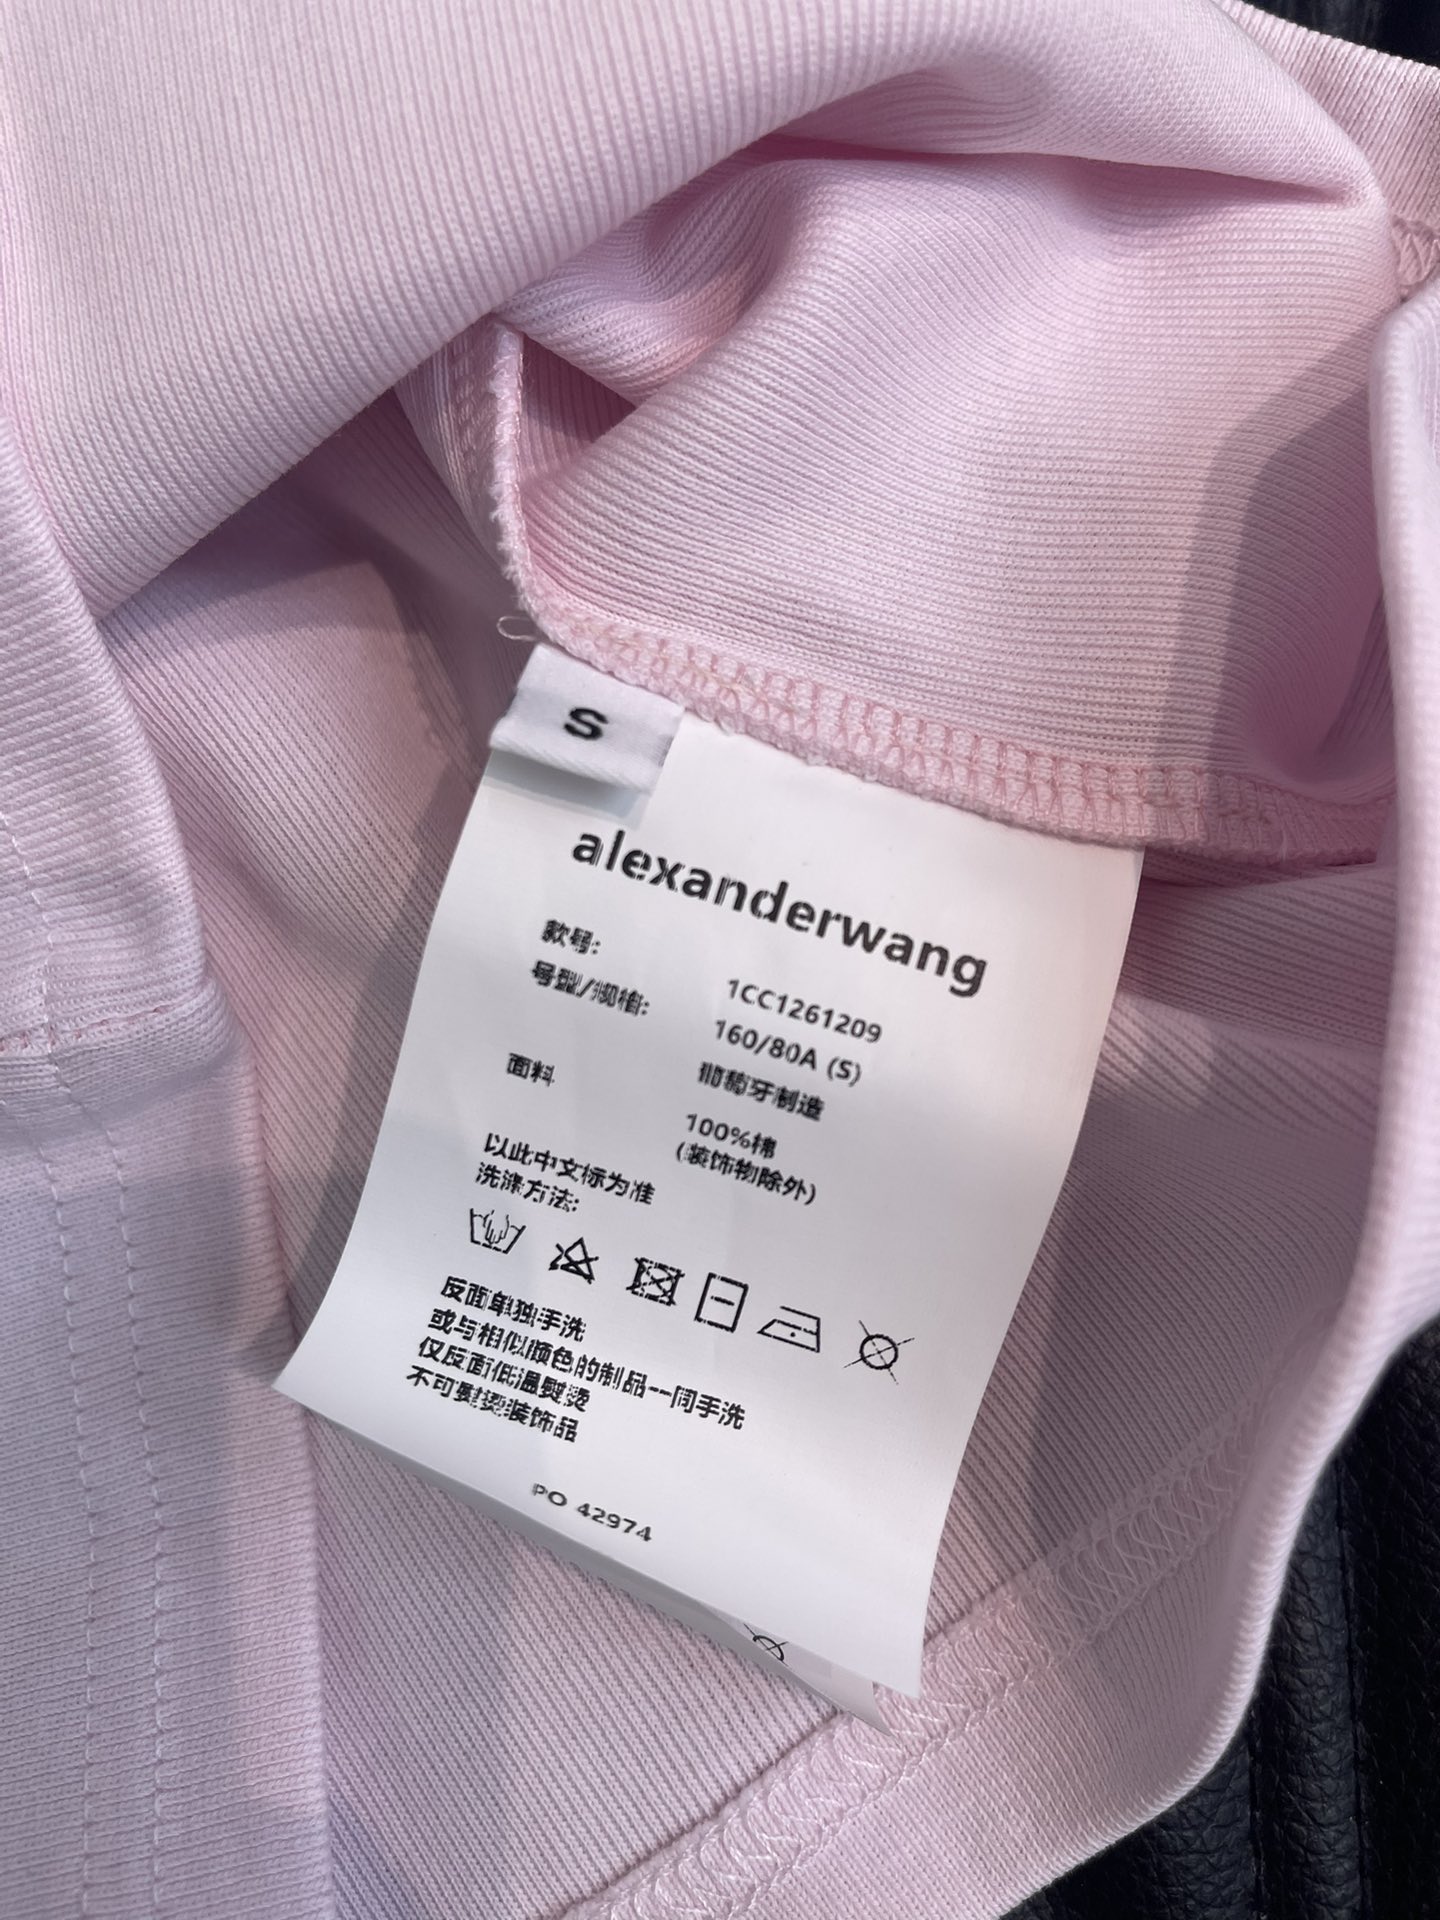 S
alexanderwang
款号:
1CC1261209
号型/规格:
160/80A (S)
葡萄牙制造
面料
100%棉
(装饰物除外)
以此中文标为准
洗涤方法:
反面单独手洗
或与相似颜色的制品一同手洗
仅反面低温熨烫
不可熨烫装饰品
PO 42974